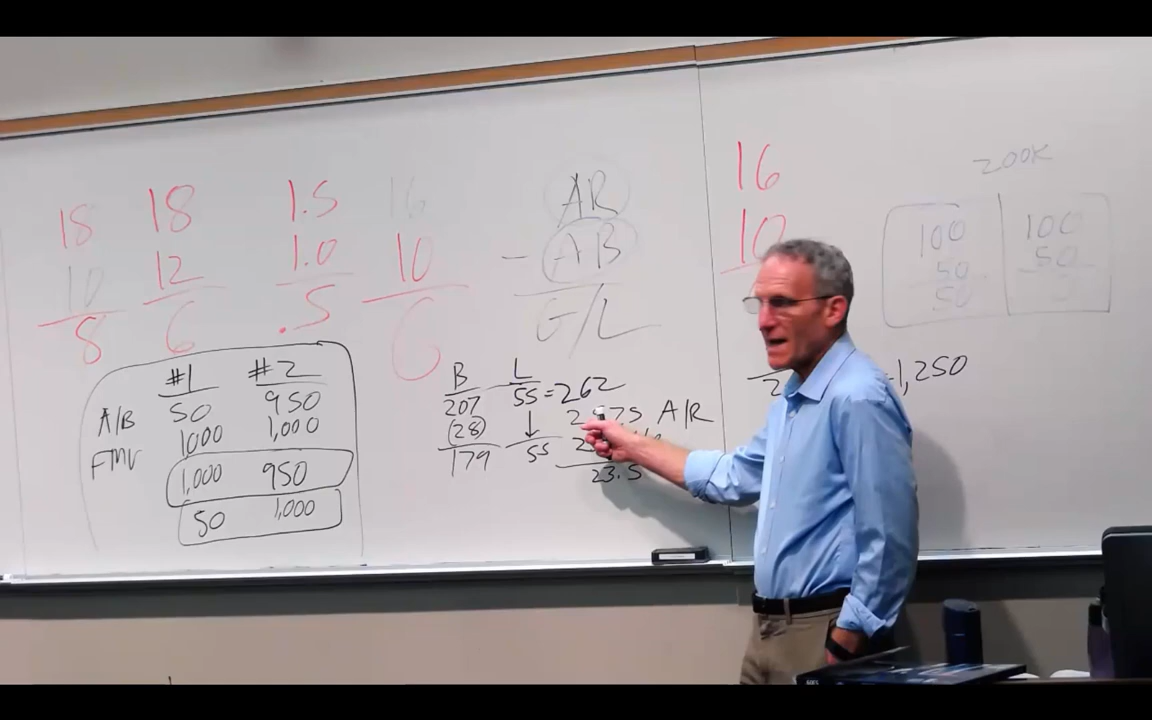 18
10
8
18
12
6
1.5
1.0
.5
16
10
6
AR
- AB
G/L
16
10
200K
100
50
50
100
50
#1 #2
A/B 50 950
FMV 1000 1,000
1,000 950
50 1,000
B L
207 55 = 262
(28) ↓
179 55
A/R
23.5
1,250